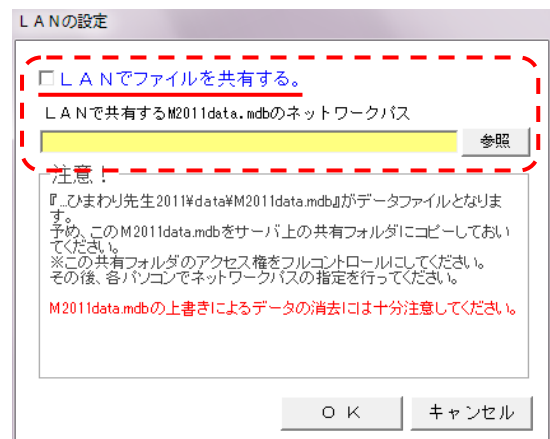 ＬＡＮの設定
ＬＡＮでファイルを共有する。
ＬＡＮで共有するM2011data.mdbのネットワークパス
参照
注意！
『...ひまわり先生2011¥data¥M2011data.mdb』がデータファイルとなりま
す。
予め、このM2011data.mdbをサーバ上の共有フォルダにコピーしておい
てください。
※この共有フォルダのアクセス権をフルコントロールにしてください。
その後、各パソコンでネットワークパスの指定を行ってください。
M2011data.mdbの上書きによるデータの消去には十分注意してください。
ＯＫ
キャンセル